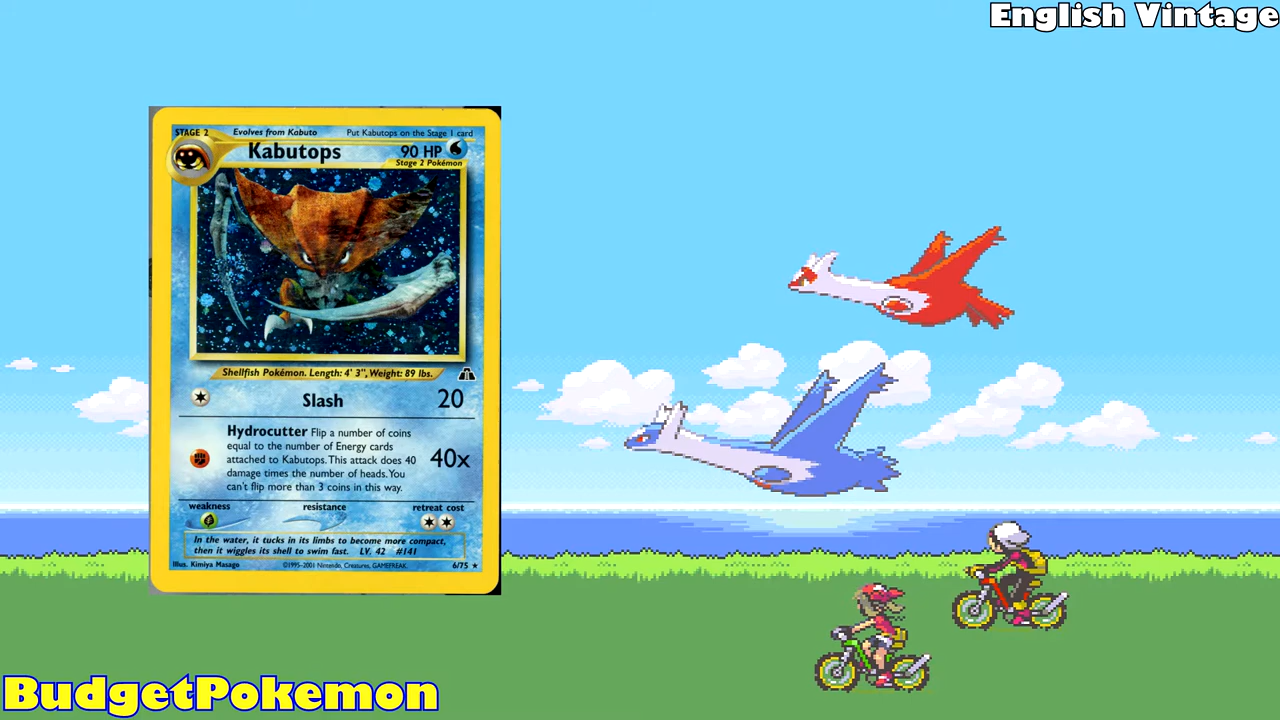 English Vintage
STAGE 2 Evolves from Kabuto Put Kabutops on the Stage 1 card
Kabutops 90 HP
Stage 2 Pokémon
Shellfish Pokémon. Length: 4' 3", Weight: 89 lbs.
Slash 20
Hydrocutter Flip a number of coins
equal to the number of Energy cards
attached to Kabutops. This attack does 40
damage times the number of heads. You
can't flip more than 3 coins in this way.
40x
weakness resistance retreat cost
In the water, it tucks in its limbs to become more compact,
then it wiggles its shell to swim fast. LV. 42 #141
Illus. Kimiya Masago ©1995-2001 Nintendo, Creatures, GAMEFREAK. 6/75 ★
BudgetPokemon